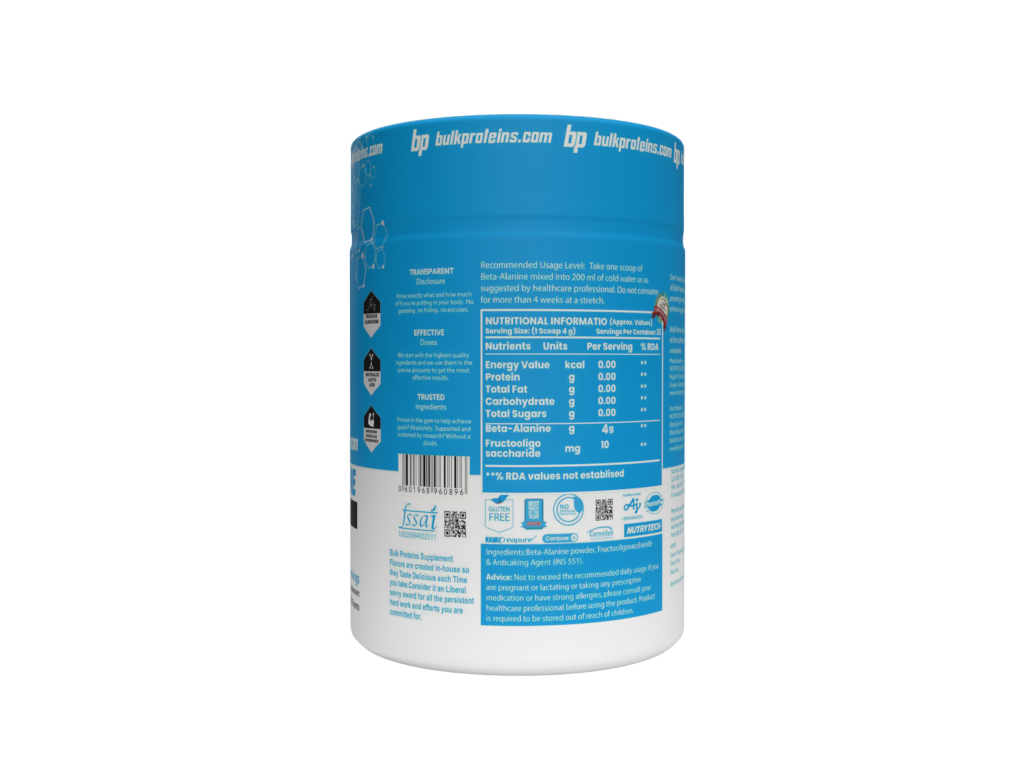 bp bulkproteins.com bp bulkproteins.com
TRANSPARENT
Disclosure
Know exactly what and how much
of it you're putting in your body. No
guessing, no hiding, no excuses.
EFFECTIVE
Doses
We start with the highest quality
ingredients and we use them in the
precise amounts to get the most
effective results.
TRUSTED
Ingredients
Proven in the gym to help achieve
goals? Absolutely. Supported and
sustained by research? Without a
doubt.
0 601968 960896
fssai
10020064002511
Bulk Proteins Supplement
Flavors are created in-house so
they Taste Delicious each Time
you take.Consider it an Liberal
savvy award for all the persistent
hard work and efforts you are
committed for.
Recommended Usage Level: Take one scoop of
Beta-Alanine mixed into 200 ml of cold water or as
suggested by healthcare professional. Do not consume
for more than 4 weeks at a stretch.
NUTRITIONAL INFORMATIO (Approx. Values)
Serving Size: (1 Scoop 4 g) Servings Per Container:25
Nutrients Units Per Serving % RDA
Energy Value kcal 0.00 **
Protein g 0.00 **
Total Fat g 0.00 **
Carbohydrate g 0.00 **
Total Sugars g 0.00 **
Beta-Alanine g 4g **
Fructooligo
saccharide mg 10 **
**% RDA values not establised
GLUTEN
FREE
NO
Creapure
Carnipure
NUTRYTECH
Ingredients:Beta-Alanine powder, Fructooligosaccharide
& Anticaking Agent (INS 551).
Advice: Not to exceed the recommended daily usage. If you
are pregnant or lactating or taking any prescriptive
medication or have strong allergies, please consult your
healthcare professional before using the product. Product
is required to be stored out of reach of children.